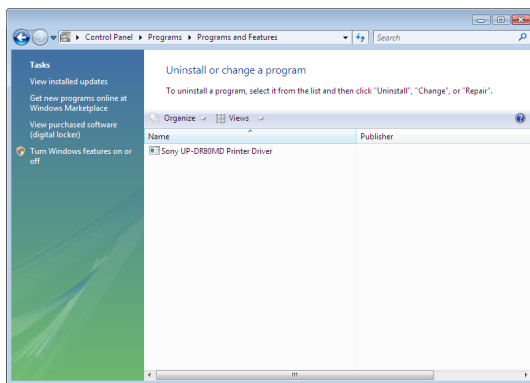 Control Panel ▸ Programs ▸ Programs and Features
Search
Tasks
View installed updates
Get new programs online at
Windows Marketplace
View purchased software
(digital locker)
Turn Windows features on or
off
Uninstall or change a program
To uninstall a program, select it from the list and then click "Uninstall", "Change", or "Repair".
Organize
Views
Name
Publisher
Sony UP-DR80MD Printer Driver